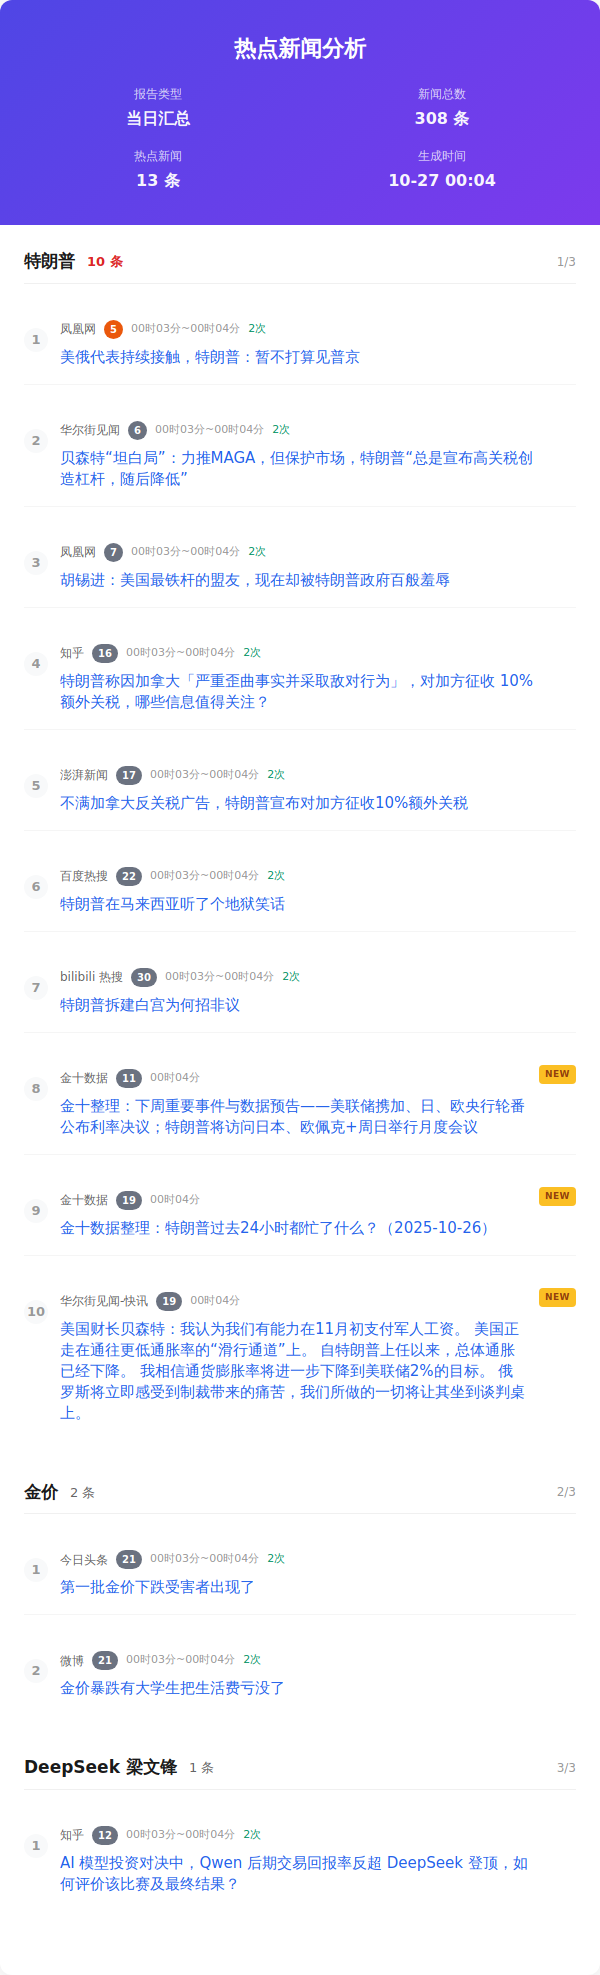 热点新闻分析
报告类型
当日汇总
新闻总数
308 条
热点新闻
13 条
生成时间
10-27 00:04
特朗普 10 条 1/3
1
凤凰网 5 00时03分~00时04分 2次
美俄代表持续接触，特朗普：暂不打算见普京
2
华尔街见闻 6 00时03分~00时04分 2次
贝森特“坦白局”：力推MAGA，但保护市场，特朗普“总是宣布高关税创
造杠杆，随后降低”
3
凤凰网 7 00时03分~00时04分 2次
胡锡进：美国最铁杆的盟友，现在却被特朗普政府百般羞辱
4
知乎 16 00时03分~00时04分 2次
特朗普称因加拿大「严重歪曲事实并采取敌对行为」，对加方征收 10%
额外关税，哪些信息值得关注？
5
澎湃新闻 17 00时03分~00时04分 2次
不满加拿大反关税广告，特朗普宣布对加方征收10%额外关税
6
百度热搜 22 00时03分~00时04分 2次
特朗普在马来西亚听了个地狱笑话
7
bilibili 热搜 30 00时03分~00时04分 2次
特朗普拆建白宫为何招非议
8
金十数据 11 00时04分 NEW
金十整理：下周重要事件与数据预告——美联储携加、日、欧央行轮番
公布利率决议；特朗普将访问日本、欧佩克+周日举行月度会议
9
金十数据 19 00时04分 NEW
金十数据整理：特朗普过去24小时都忙了什么？（2025-10-26）
10
华尔街见闻-快讯 19 00时04分 NEW
美国财长贝森特：我认为我们有能力在11月初支付军人工资。 美国正
走在通往更低通胀率的“滑行通道”上。 自特朗普上任以来，总体通胀
已经下降。 我相信通货膨胀率将进一步下降到美联储2%的目标。 俄
罗斯将立即感受到制裁带来的痛苦，我们所做的一切将让其坐到谈判桌
上。
金价 2 条 2/3
1
今日头条 21 00时03分~00时04分 2次
第一批金价下跌受害者出现了
2
微博 21 00时03分~00时04分 2次
金价暴跌有大学生把生活费亏没了
DeepSeek 梁文锋 1 条 3/3
1
知乎 12 00时03分~00时04分 2次
AI 模型投资对决中，Qwen 后期交易回报率反超 DeepSeek 登顶，如
何评价该比赛及最终结果？